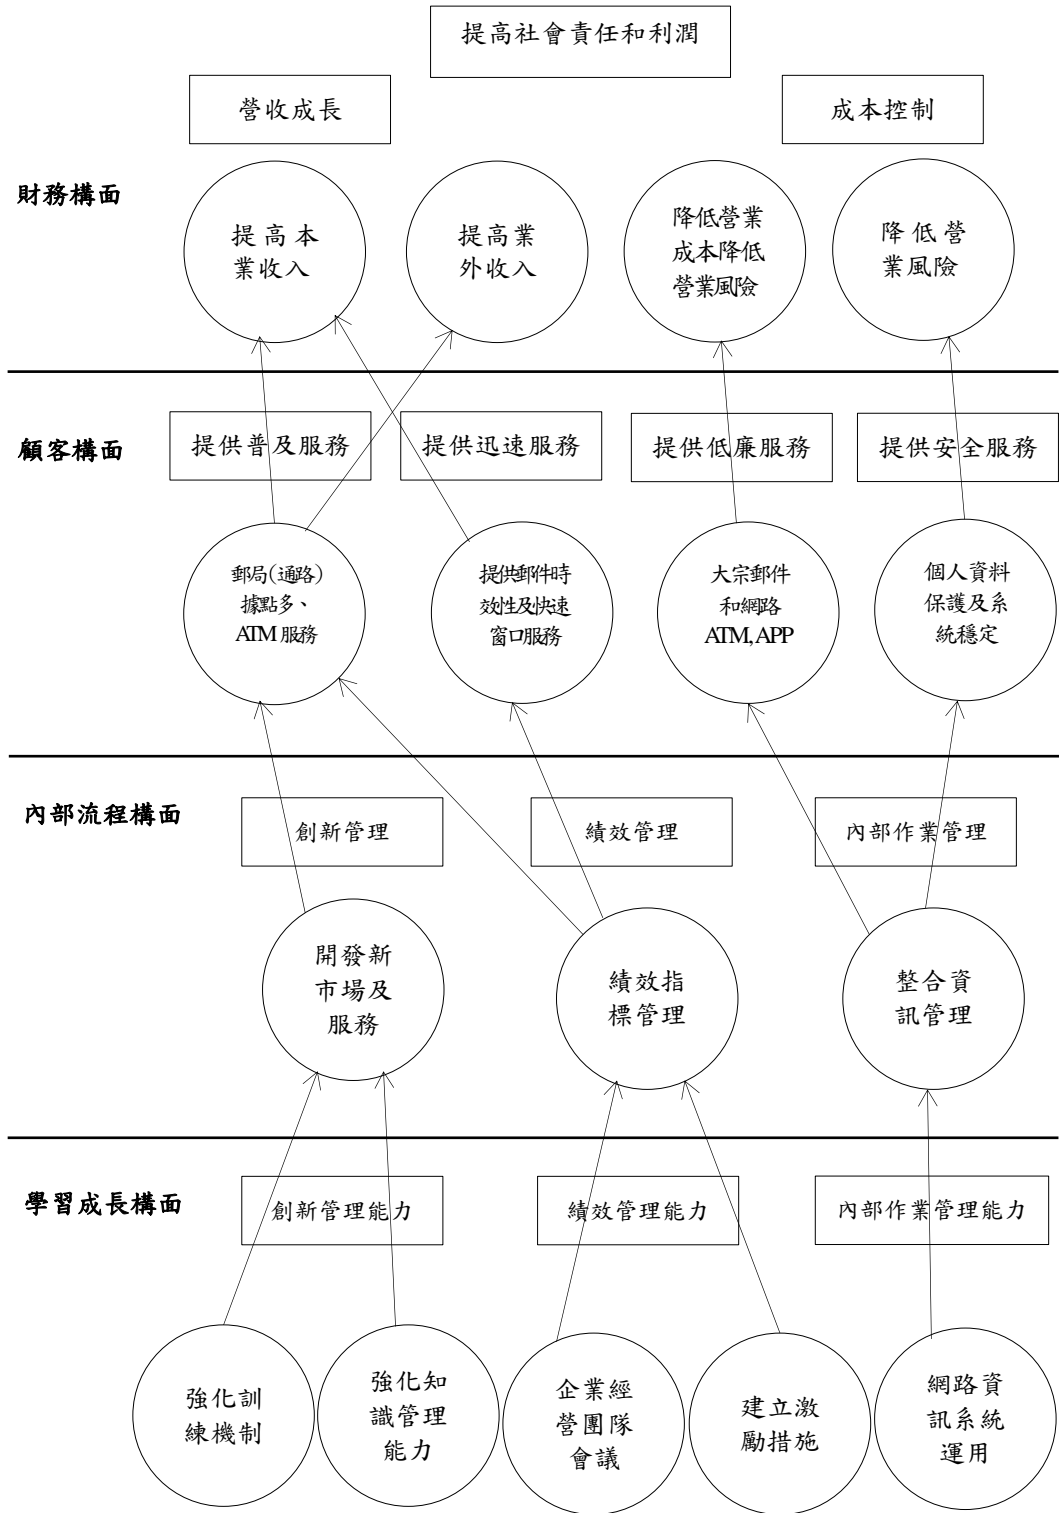 提高社會責任和利潤
營收成長
成本控制
財務構面
提高本
業收入
提高業
外收入
降低營業
成本降低
營業風險
降低營
業風險
顧客構面
提供普及服務
提供迅速服務
提供低廉服務
提供安全服務
郵局(通路)
據點多、
ATM 服務
提供郵件時
效性及快速
窗口服務
大宗郵件
和網路
ATM, APP
個人資料
保護及系
統穩定
內部流程構面
創新管理
績效管理
內部作業管理
開發新
市場及
服務
績效指
標管理
整合資
訊管理
學習成長構面
創新管理能力
績效管理能力
內部作業管理能力
強化訓
練機制
強化知
識管理
能力
企業經
營團隊
會議
建立激
勵措施
網路資
訊系統
運用